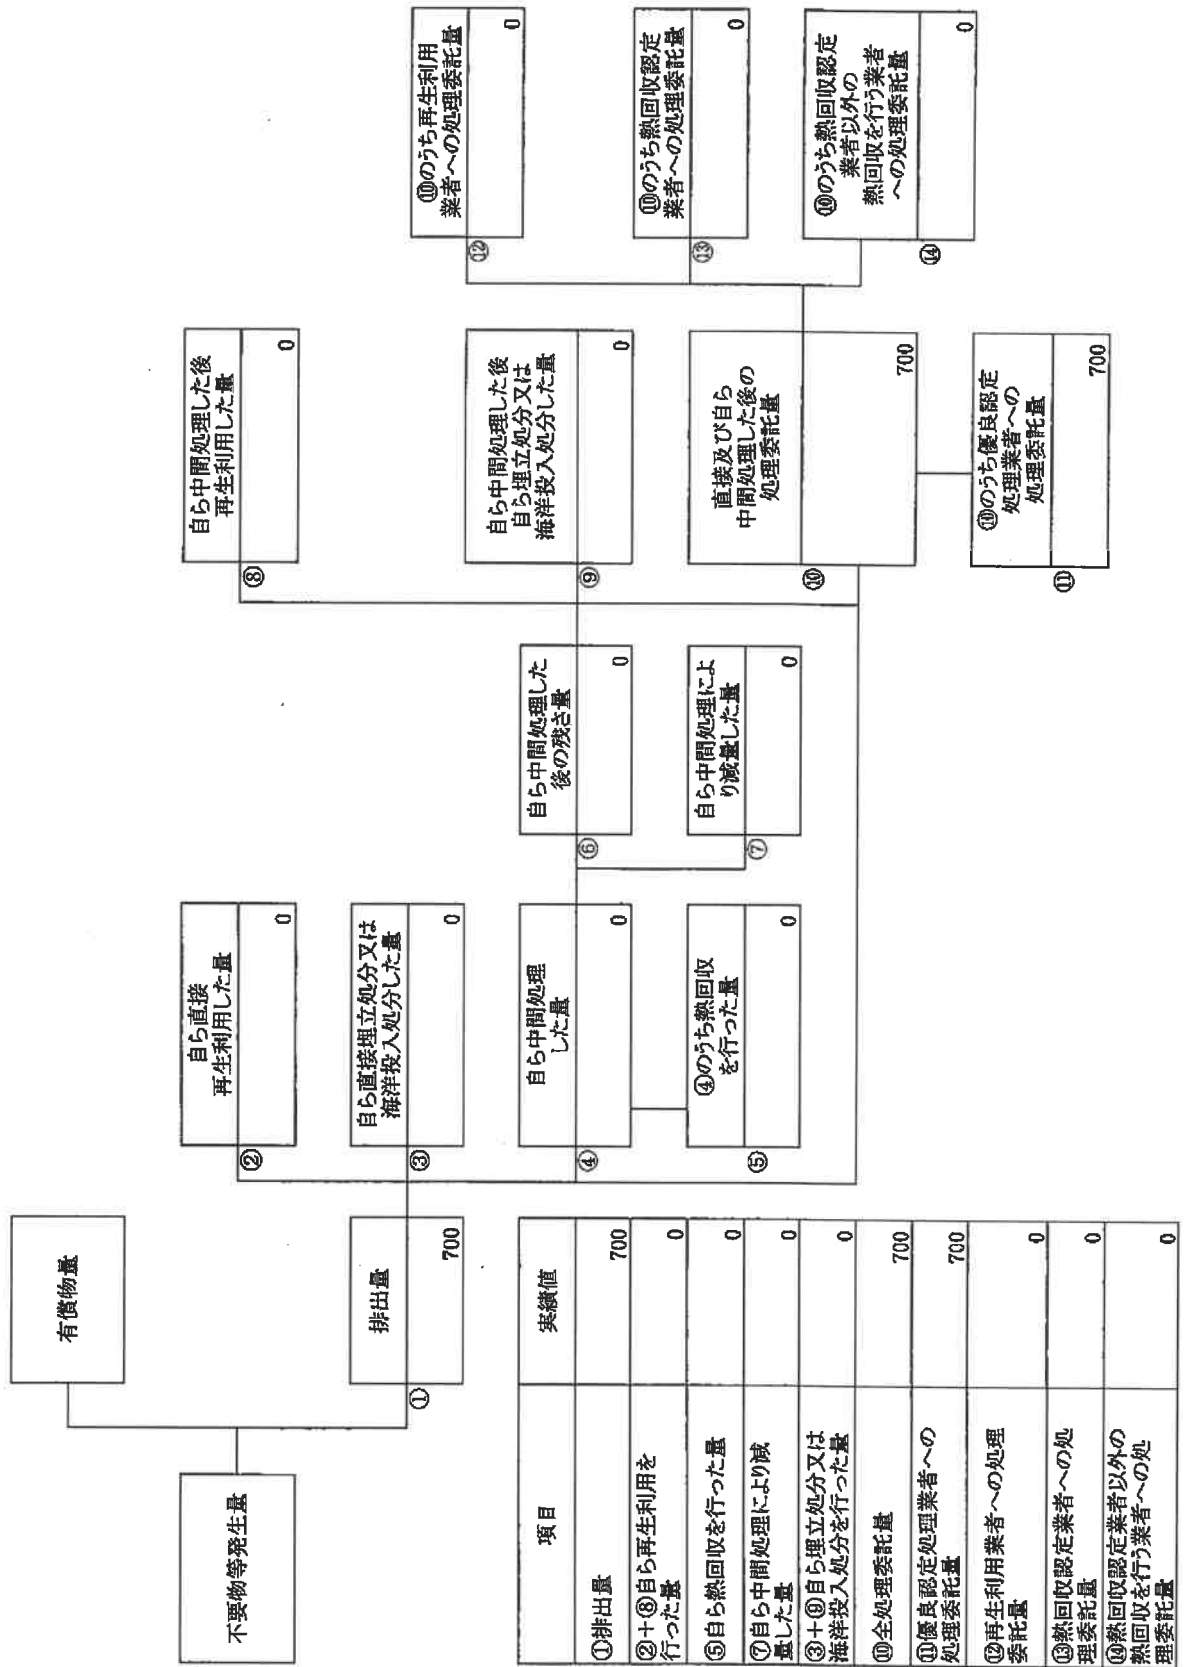 不要物等発生量
有償物量
排出量
①
700
自ら直接
再生利用した量
②
0
自ら直接埋立処分又は
海洋投入処分した量
③
0
自ら中間処理
した量
④
0
④のうち熱回収
を行った量
⑤
0
自ら中間処理した
後の残さ量
⑥
0
自ら中間処理によ
り減量した量
⑦
0
自ら中間処理した後
再生利用した量
⑧
0
自ら中間処理した後
自ら埋立処分又は
海洋投入処分した量
⑨
0
直接及び自ら
中間処理した後の
処理委託量
⑩
700
⑩のうち優良認定
処理業者への
処理委託量
⑪
700
⑩のうち再生利用
業者への処理委託量
⑫
0
⑩のうち熱回収認定
業者への処理委託量
⑬
0
⑩のうち熱回収認定
業者以外の
熱回収を行う業者
への処理委託量
⑭
0
項目 実績値
①排出量 700
②+⑧自ら再生利用を
行った量 0
⑤自ら熱回収を行った量 0
⑦自ら中間処理により減
量した量 0
③+⑨自ら埋立処分又は
海洋投入処分を行った量 0
⑩全処理委託量 700
⑪優良認定処理業者への
処理委託量 700
⑫再生利用業者への処理
委託量 0
⑬熱回収認定業者への処
理委託量 0
⑭熱回収認定業者以外の
熱回収を行う業者への処
理委託量 0